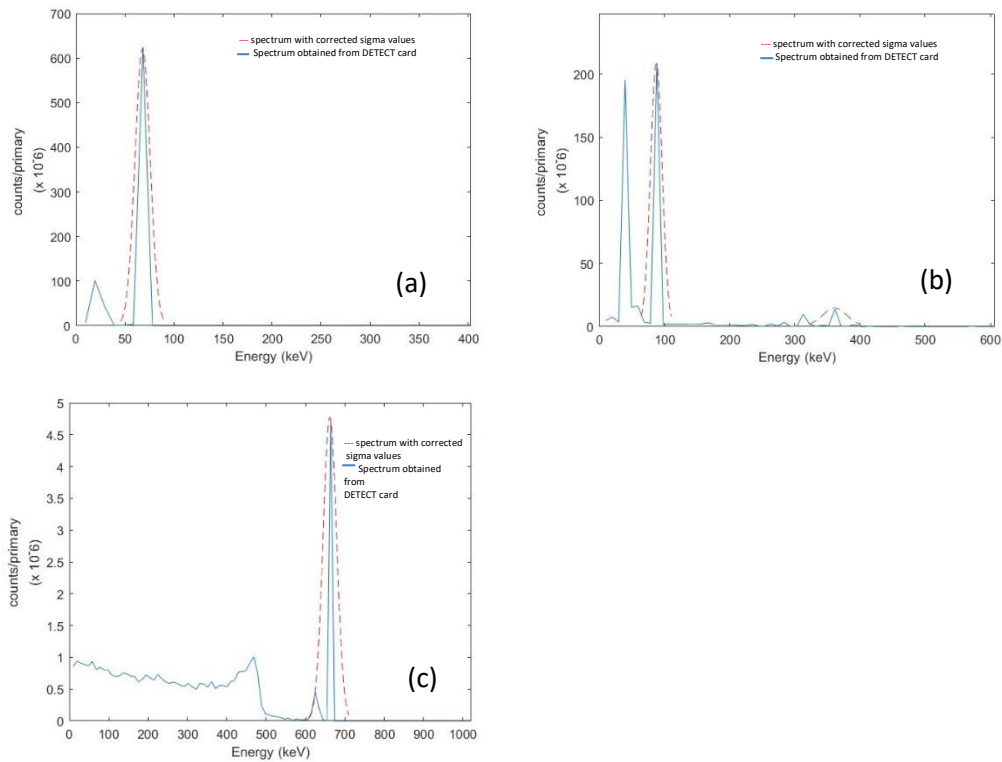 700
600
500
400
300
200
100
0
counts/primary
(x 10^-6)
--- spectrum with corrected sigma values
Spectrum obtained from DETECT card
(a)
0 50 100 150 200 250 300 350 400
Energy (keV)
200
150
100
50
0
counts/primary
(x 10^-6)
--- spectrum with corrected sigma values
Spectrum obtained from DETECT card
(b)
0 100 200 300 400 500 600
Energy (keV)
5
4.5
4
3.5
3
2.5
2
1.5
1
0.5
0
counts/primary
(x 10^-6)
--- spectrum with corrected
sigma values
Spectrum obtained
from
DETECT card
(c)
0 100 200 300 400 500 600 700 800 900 1000
Energy (keV)